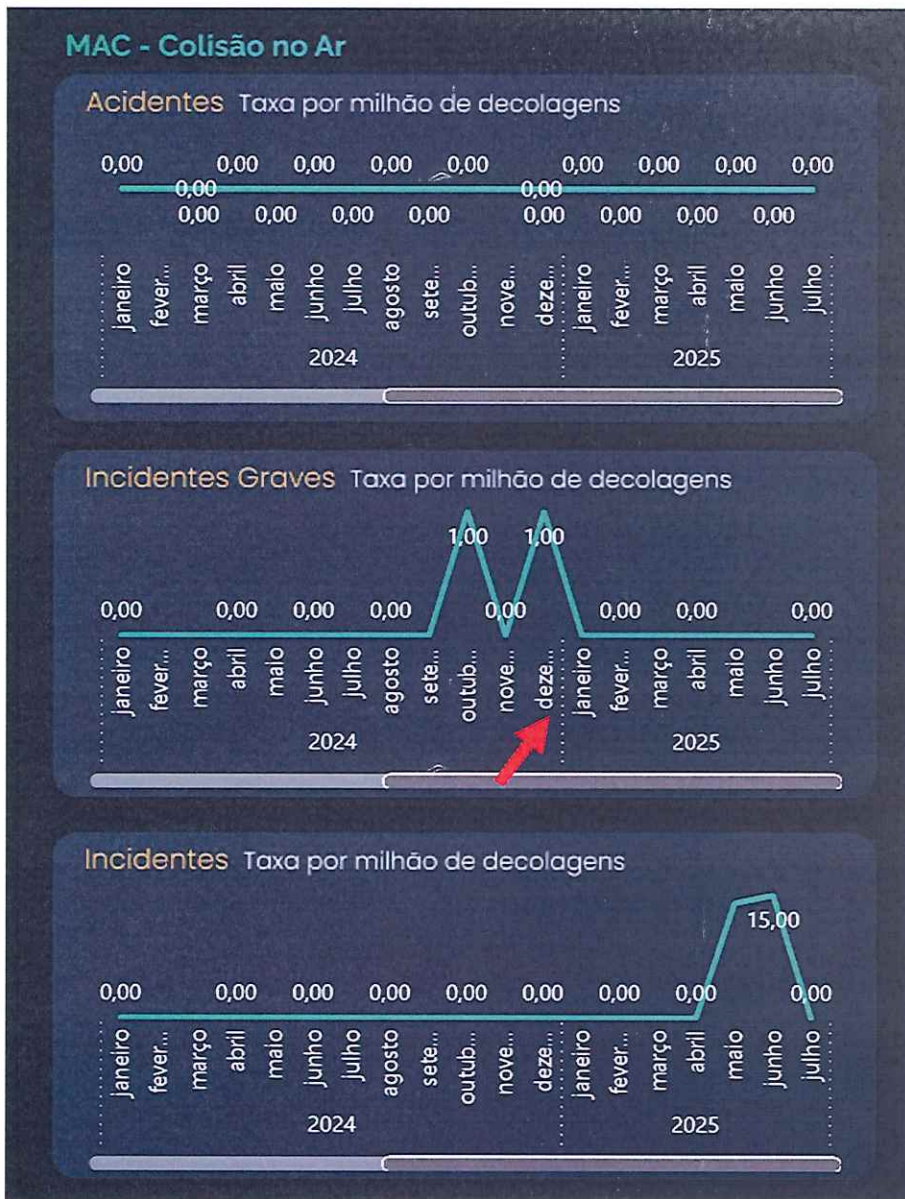 MAC - Colisão no Ar
Acidentes Taxa por milhão de decolagens
0,00 0,00 0,00 0,00 0,00 0,00 0,00 0,00 0,00
0,00 0,00
0,00 0,00 0,00 0,00 0,00 0,00 0,00 0,00
janeiro fever... março abril maio junho julho agosto sete... outub... nove... deze... janeiro fever... março abril maio junho julho
2024 2025
Incidentes Graves Taxa por milhão de decolagens
1,00 1,00
0,00 0,00 0,00 0,00 0,00 0,00 0,00 0,00
janeiro fever... março abril maio junho julho agosto sete... outub... nove... deze... janeiro fever... março abril maio junho julho
2024 2025
Incidentes Taxa por milhão de decolagens
15,00
0,00 0,00 0,00 0,00 0,00 0,00 0,00 0,00 0,00
janeiro fever... março abril maio junho julho agosto sete... outub... nove... deze... janeiro fever... março abril maio junho julho
2024 2025